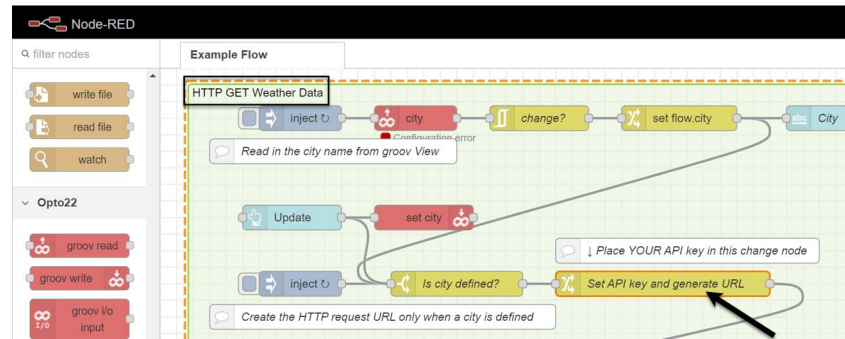 Node-RED
filter nodes
Example Flow
write file
read file
watch
Opto22
groov read
groov write
I/O
groov i/o
input
HTTP GET Weather Data
inject ↻
city
change?
set flow.city
abc
City
Configuration error
Read in the city name from groov View
Update
set city
↓ Place YOUR API key in this change node
inject ↻
Is city defined?
Set API key and generate URL
Create the HTTP request URL only when a city is defined